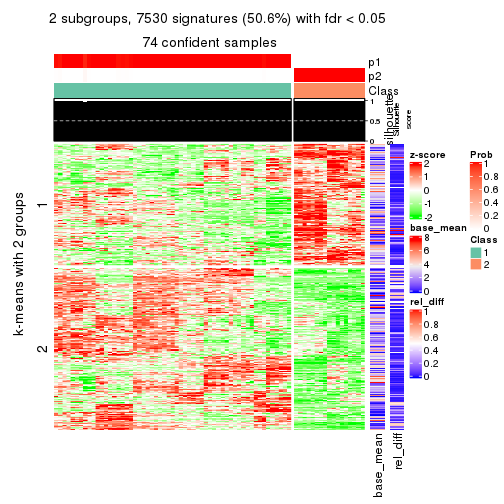 2 subgroups, 7530 signatures (50.6%) with fdr < 0.05
74 confident samples
p1
p2
Class
silhouette
Silhouette
score
1
0.5
0
k-means with 2 groups
1
2
base_mean
rel_diff
z-score
2
1
0
-1
-2
base_mean
8
6
4
2
0
rel_diff
1
0.8
0.6
0.4
0.2
0
Prob
1
0.8
0.6
0.4
0.2
0
Class
1
2